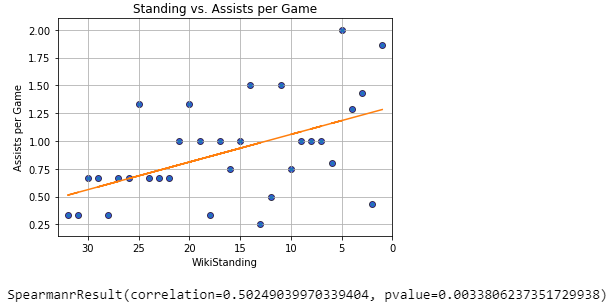 Standing vs. Assists per Game
2.00
1.75
1.50
1.25
1.00
0.75
0.50
0.25
Assists per Game
30 25 20 15 10 5 0
WikiStanding
SpearmanrResult(correlation=0.50249039970339404, pvalue=0.0033806237351729938)